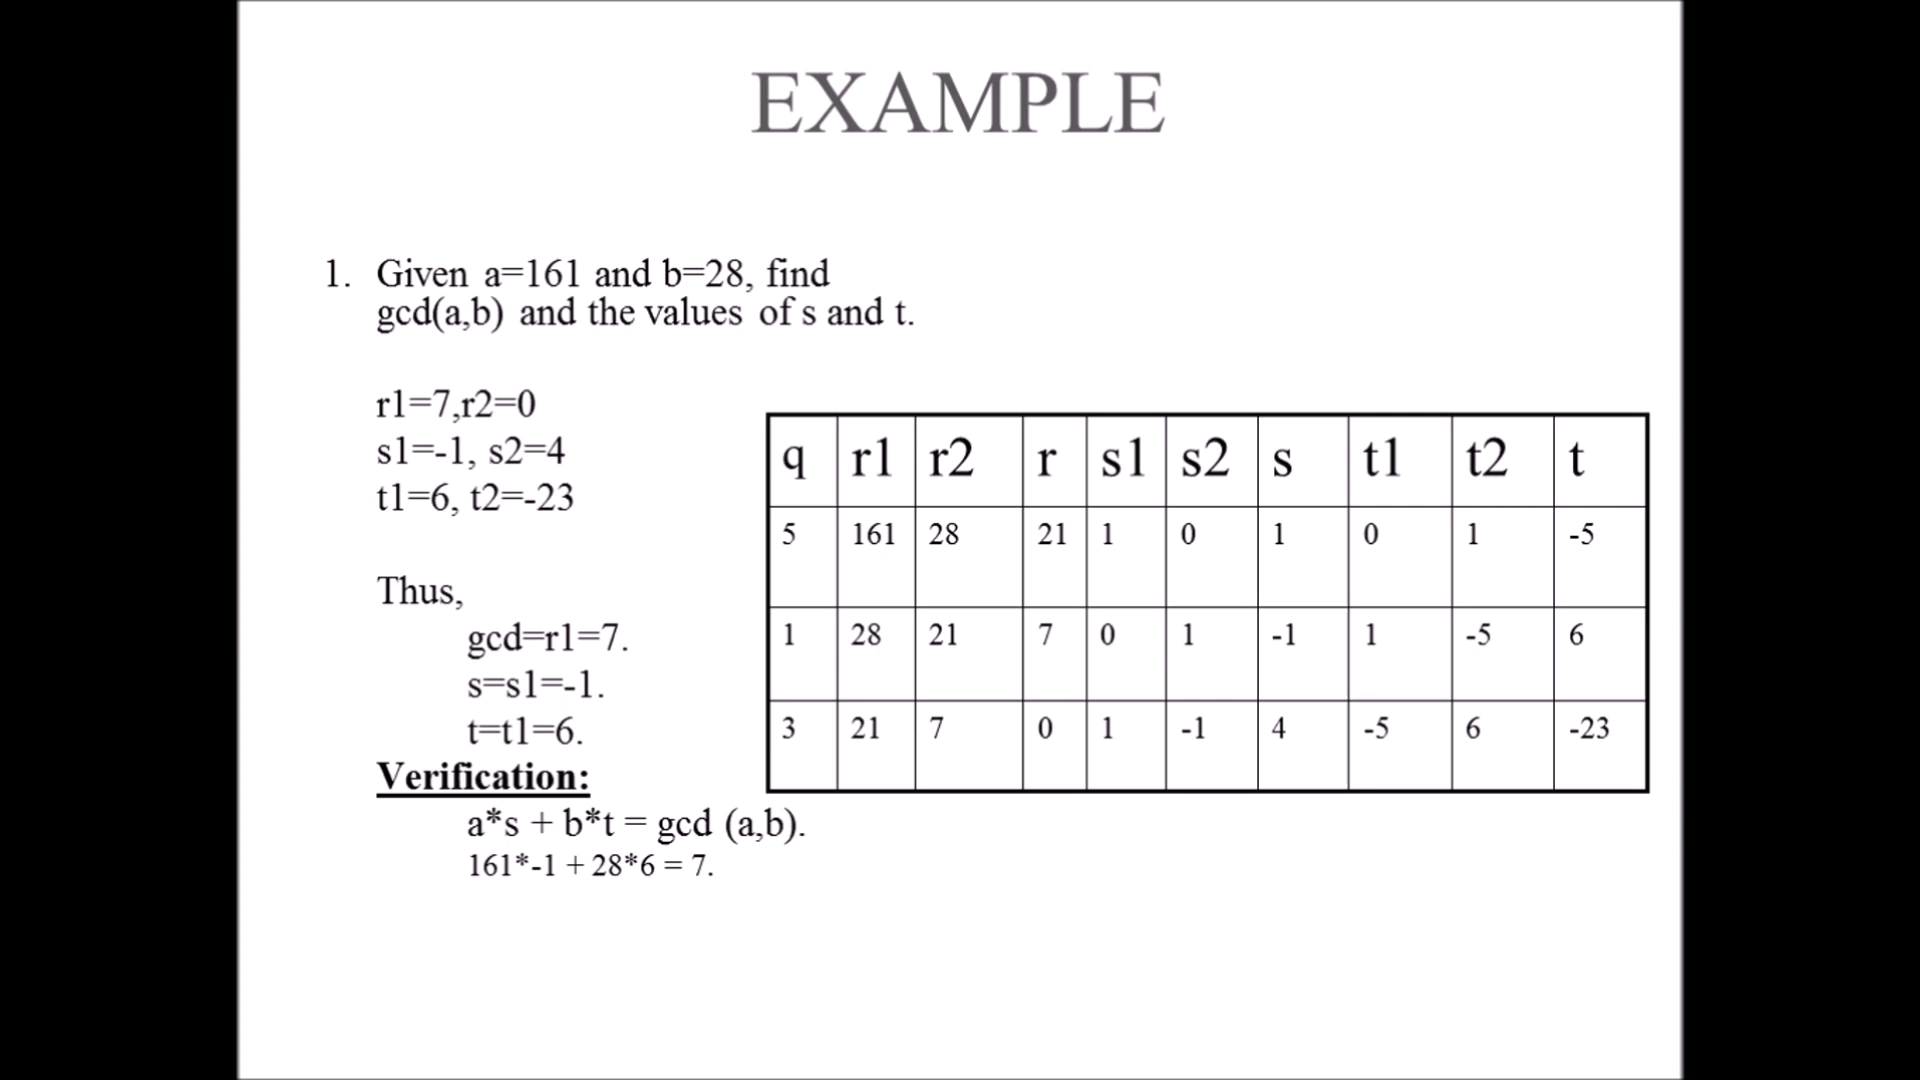 EXAMPLE
1. Given a=161 and b=28, find
gcd(a,b) and the values of s and t.
r1=7,r2=0
s1=-1, s2=4
t1=6, t2=-23
Thus,
gcd=r1=7.
s=s1=-1.
t=t1=6.
Verification:
a*s + b*t = gcd (a,b).
161*-1 + 28*6 = 7.
q r1 r2 r s1 s2 s t1 t2 t
5 161 28 21 1 0 1 0 1 -5
1 28 21 7 0 1 -1 1 -5 6
3 21 7 0 1 -1 4 -5 6 -23